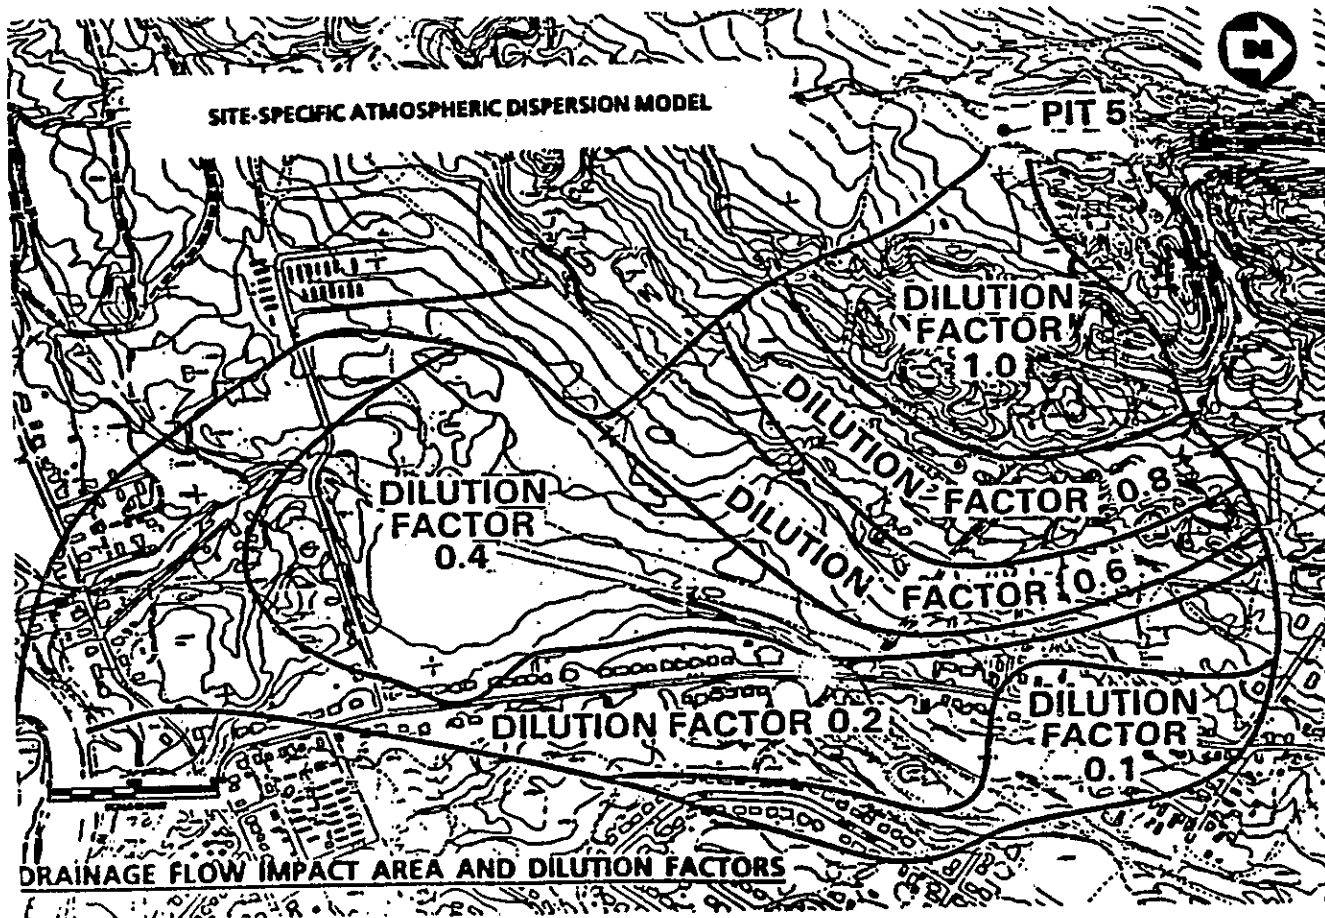 SITE-SPECIFIC ATMOSPHERIC DISPERSION MODEL
PIT 5
DILUTION
FACTOR
1.0
DILUTION
FACTOR 0.8
DILUTION
FACTOR
0.4
DILUTION
FACTOR 0.6
DILUTION FACTOR 0.2
DILUTION
FACTOR
0.1
DRAINAGE FLOW IMPACT AREA AND DILUTION FACTORS